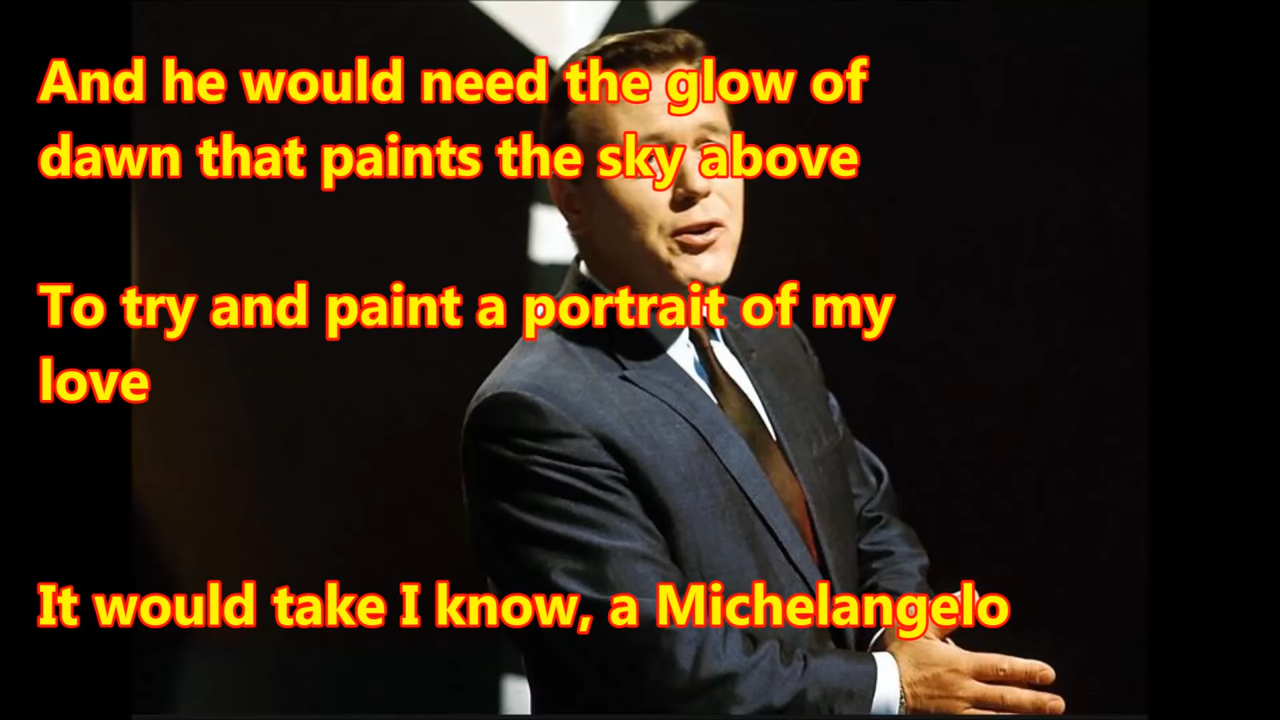 And he would need the glow of
dawn that paints the sky above
To try and paint a portrait of my
love
It would take I know, a Michelangelo